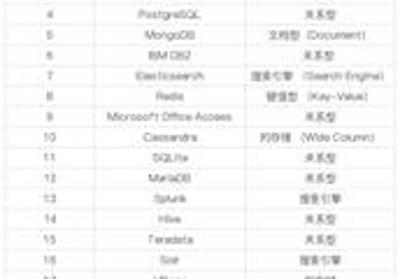 4 PostgreSQL 关系型
5 MongoDB 文档型 (Document)
6 IBM DB2 关系型
7 Elasticsearch 搜索引擎 (Search Engine)
8 Redis 键值型 (Key-Value)
9 Microsoft Office Access 关系型
10 Cassandra 列存储 (Wide Column)
11 SQLite 关系型
12 MariaDB 关系型
13 Splunk 搜索引擎
14 Hive 关系型
15 Teradata 关系型
16 Solr 搜索引擎